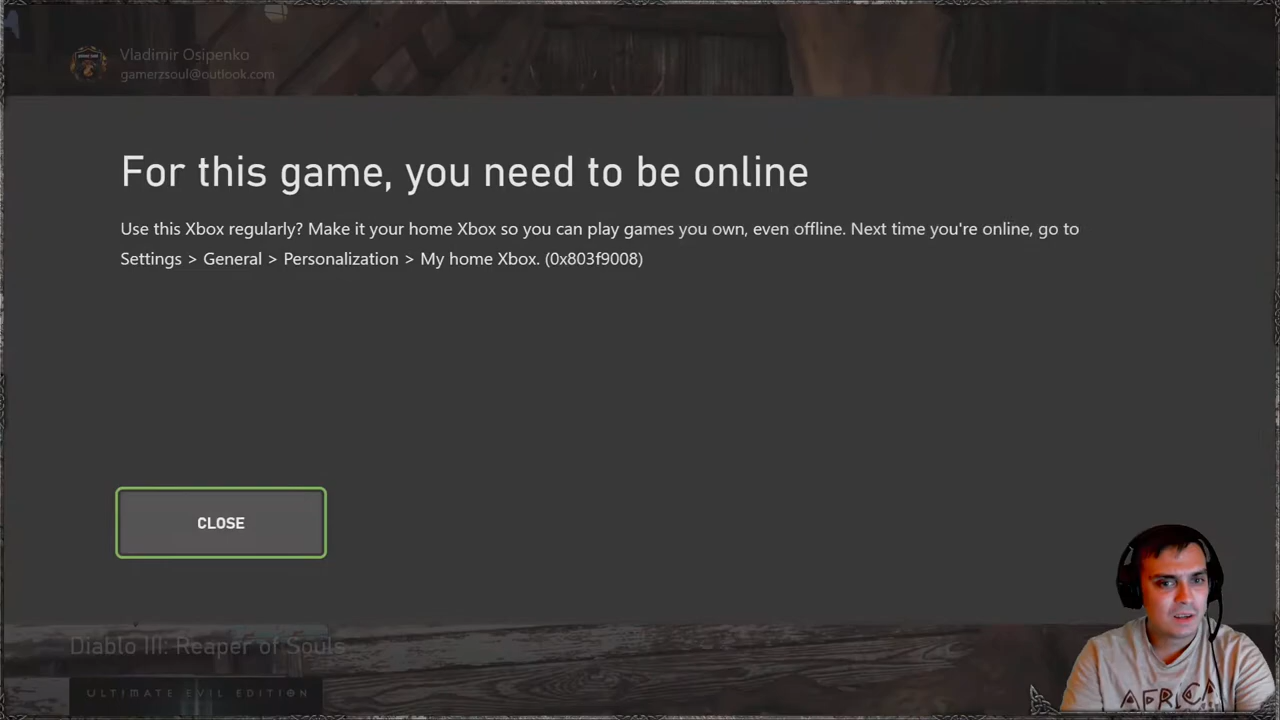 Vladimir Osipenko
gamerzsoul@outlook.com
For this game, you need to be online
Use this Xbox regularly? Make it your home Xbox so you can play games you own, even offline. Next time you're online, go to
Settings > General > Personalization > My home Xbox. (0x803f9008)
CLOSE
Diablo III: Reaper of Souls
ULTIMATE EVIL EDITION
AFRICA